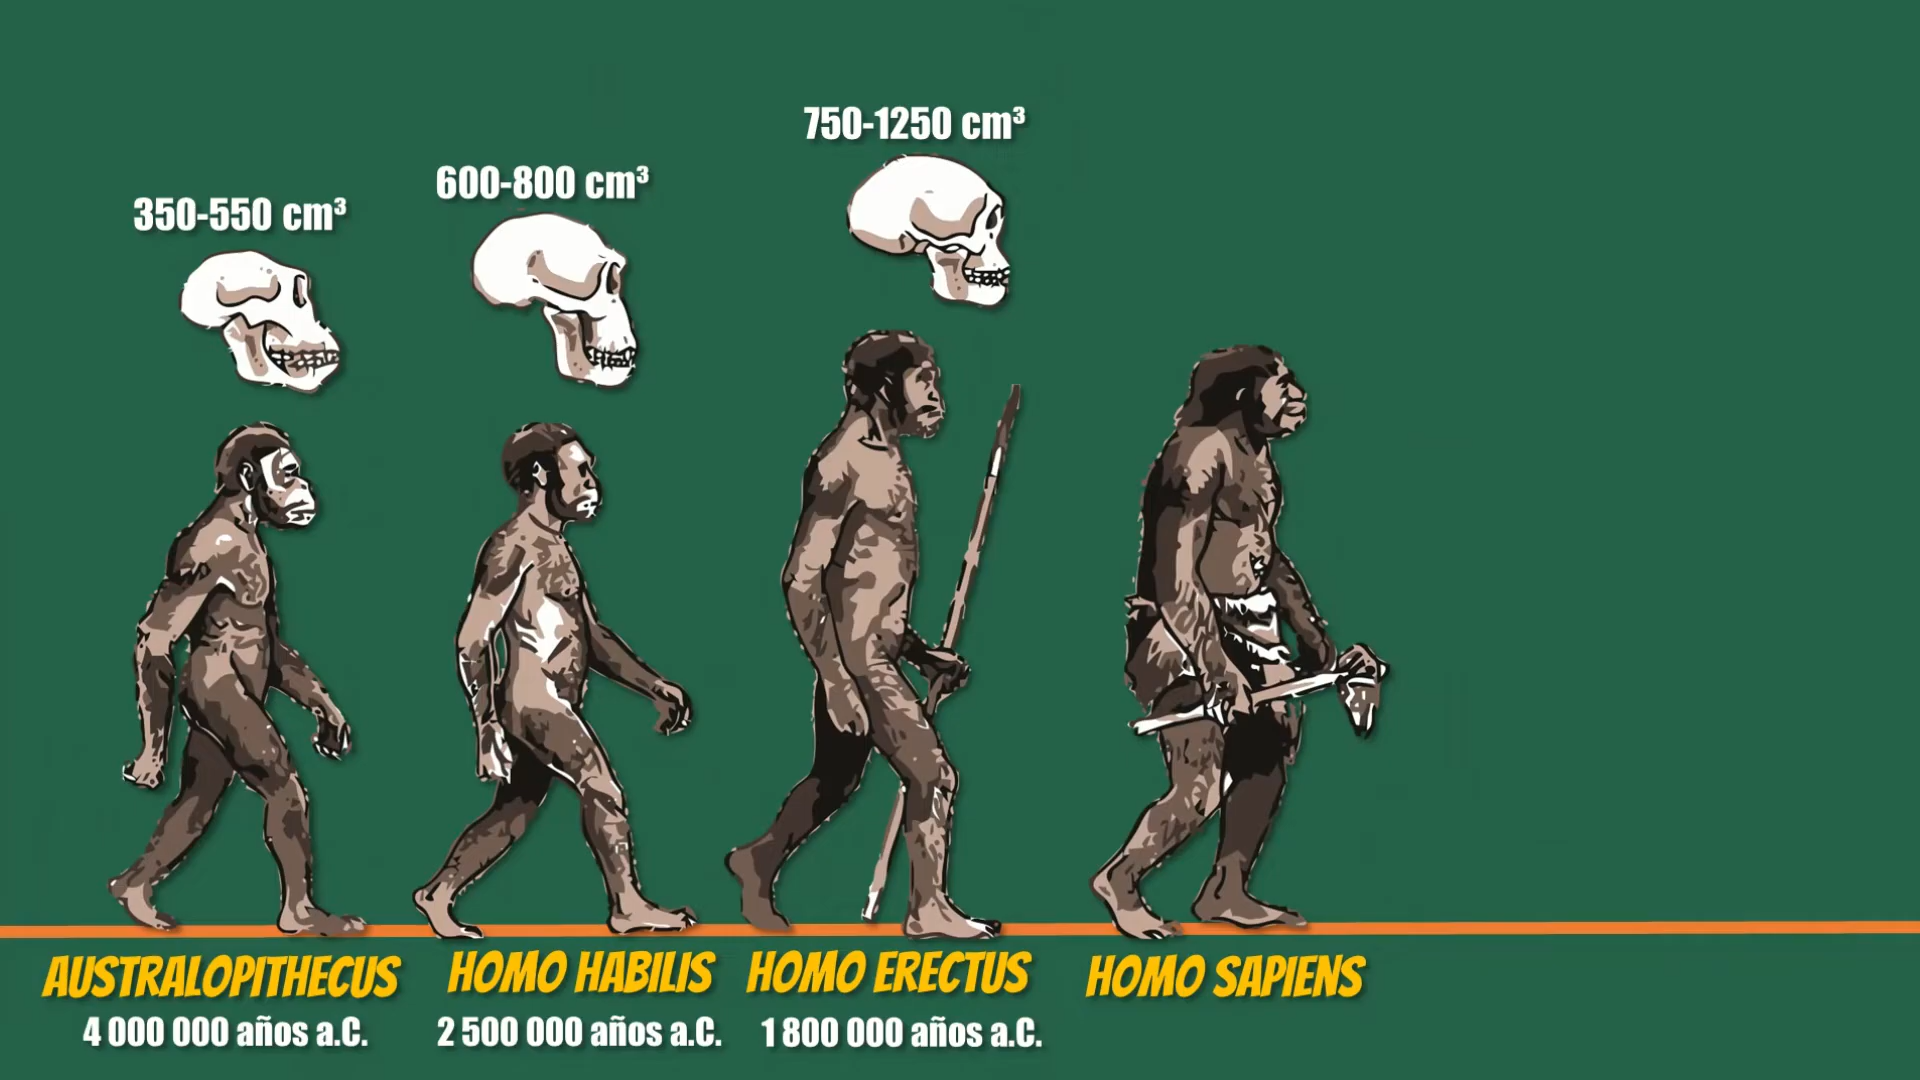 350-550 cm³
600-800 cm³
750-1250 cm³
AUSTRALOPITHECUS
4 000 000 años a.C.
HOMO HABILIS
2 500 000 años a.C.
HOMO ERECTUS
1 800 000 años a.C.
HOMO SAPIENS